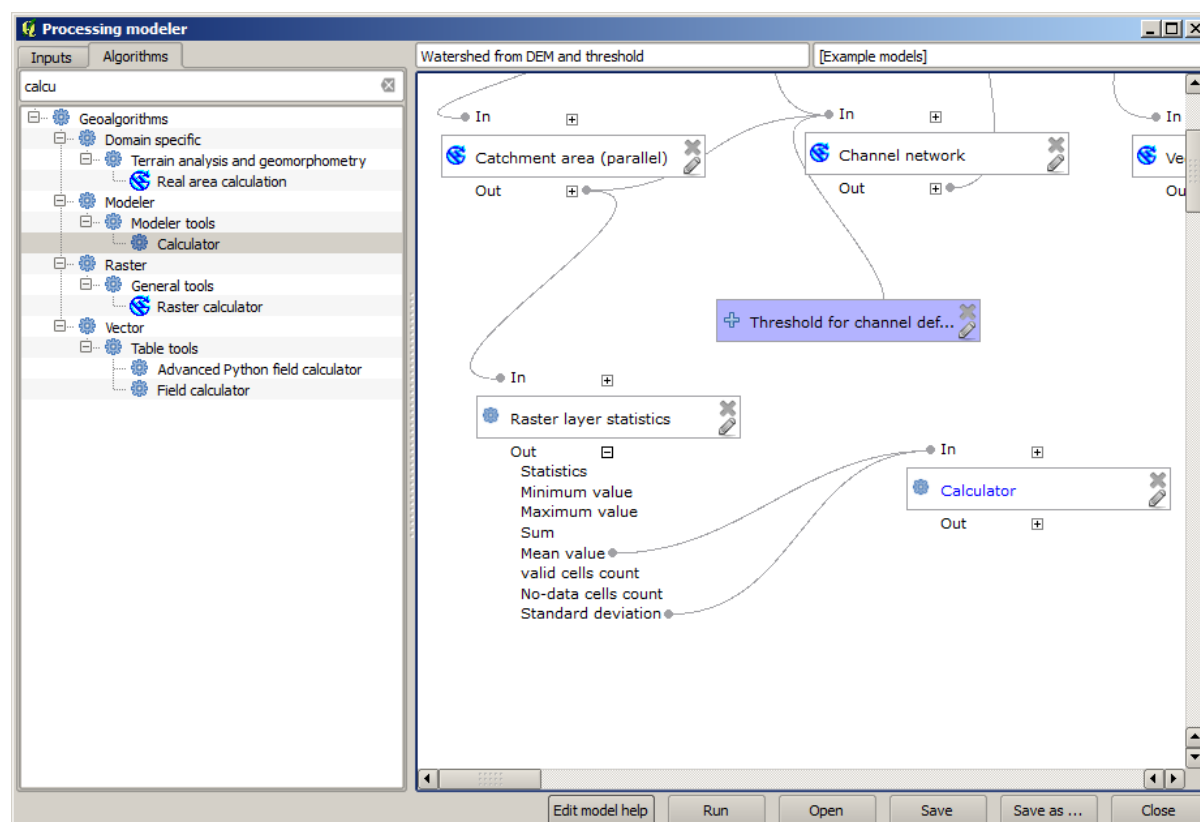 Processing modeler
Inputs
Algorithms
Watershed from DEM and threshold
[Example models]
calcu
Geoalgorithms
Domain specific
Terrain analysis and geomorphometry
Real area calculation
Modeler
Modeler tools
Calculator
Raster
General tools
Raster calculator
Vector
Table tools
Advanced Python field calculator
Field calculator
In
Catchment area (parallel)
Out
In
Channel network
Out
In
Ve
Ou
Threshold for channel def...
In
Raster layer statistics
Out
Statistics
Minimum value
Maximum value
Sum
Mean value
valid cells count
No-data cells count
Standard deviation
In
Calculator
Out
Edit model help
Run
Open
Save
Save as ...
Close